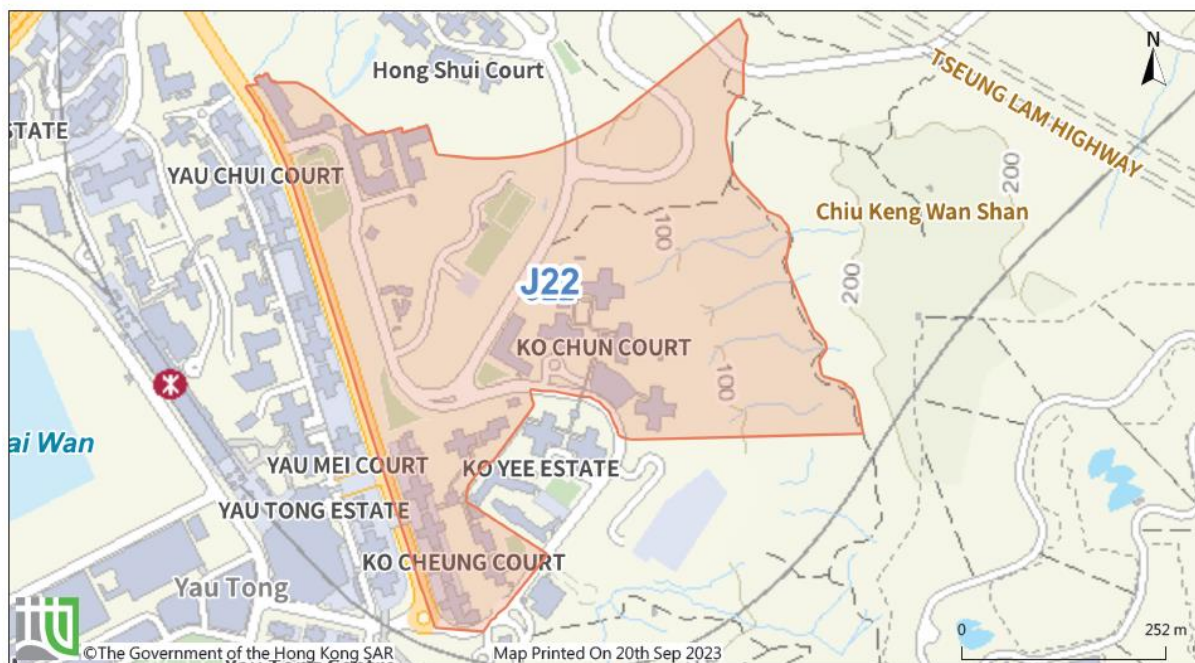 Hong Shui Court
N
TSEUNG LAM HIGHWAY
ESTATE
YAU CHUI COURT
200
Chiu Keng Wan Shan
100
J22
200
KO CHUN COURT
100
ai Wan
YAU MEI COURT
KO YEE ESTATE
YAU TONG ESTATE
KO CHEUNG COURT
Yau Tong
0
252 m
©The Government of the Hong Kong SAR
Map Printed On 20th Sep 2023